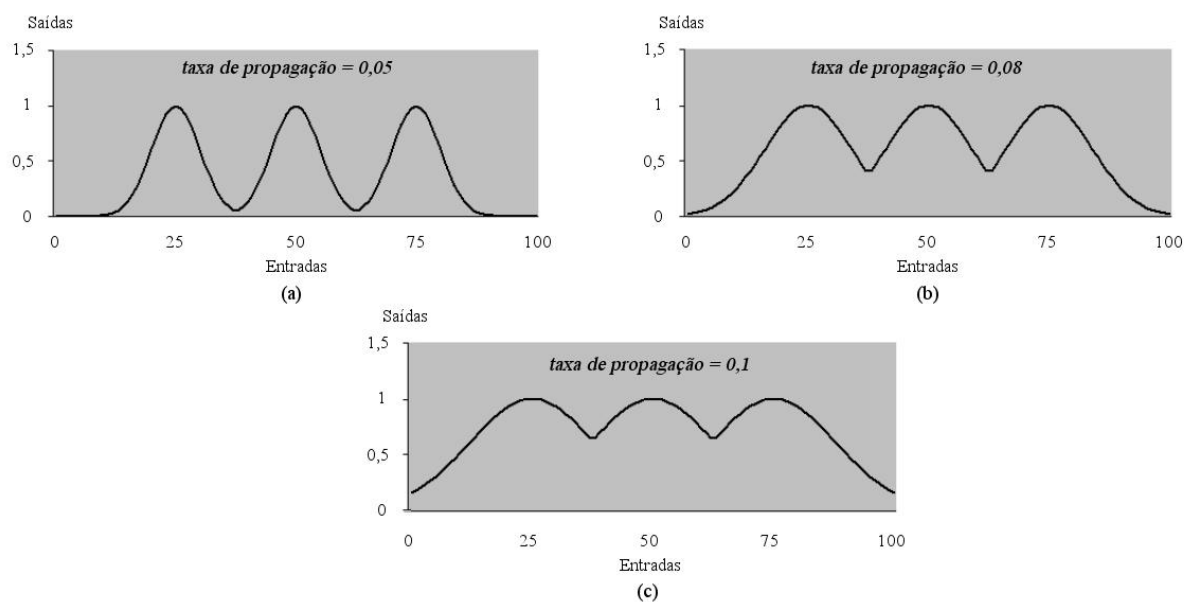 Saídas
1,5
taxa de propagação = 0,05
1
0,5
0
0 25 50 75 100
Entradas
(a)
Saídas
1,5
taxa de propagação = 0,08
1
0,5
0
0 25 50 75 100
Entradas
(b)
Saídas
1,5
taxa de propagação = 0,1
1
0,5
0
0 25 50 75 100
Entradas
(c)